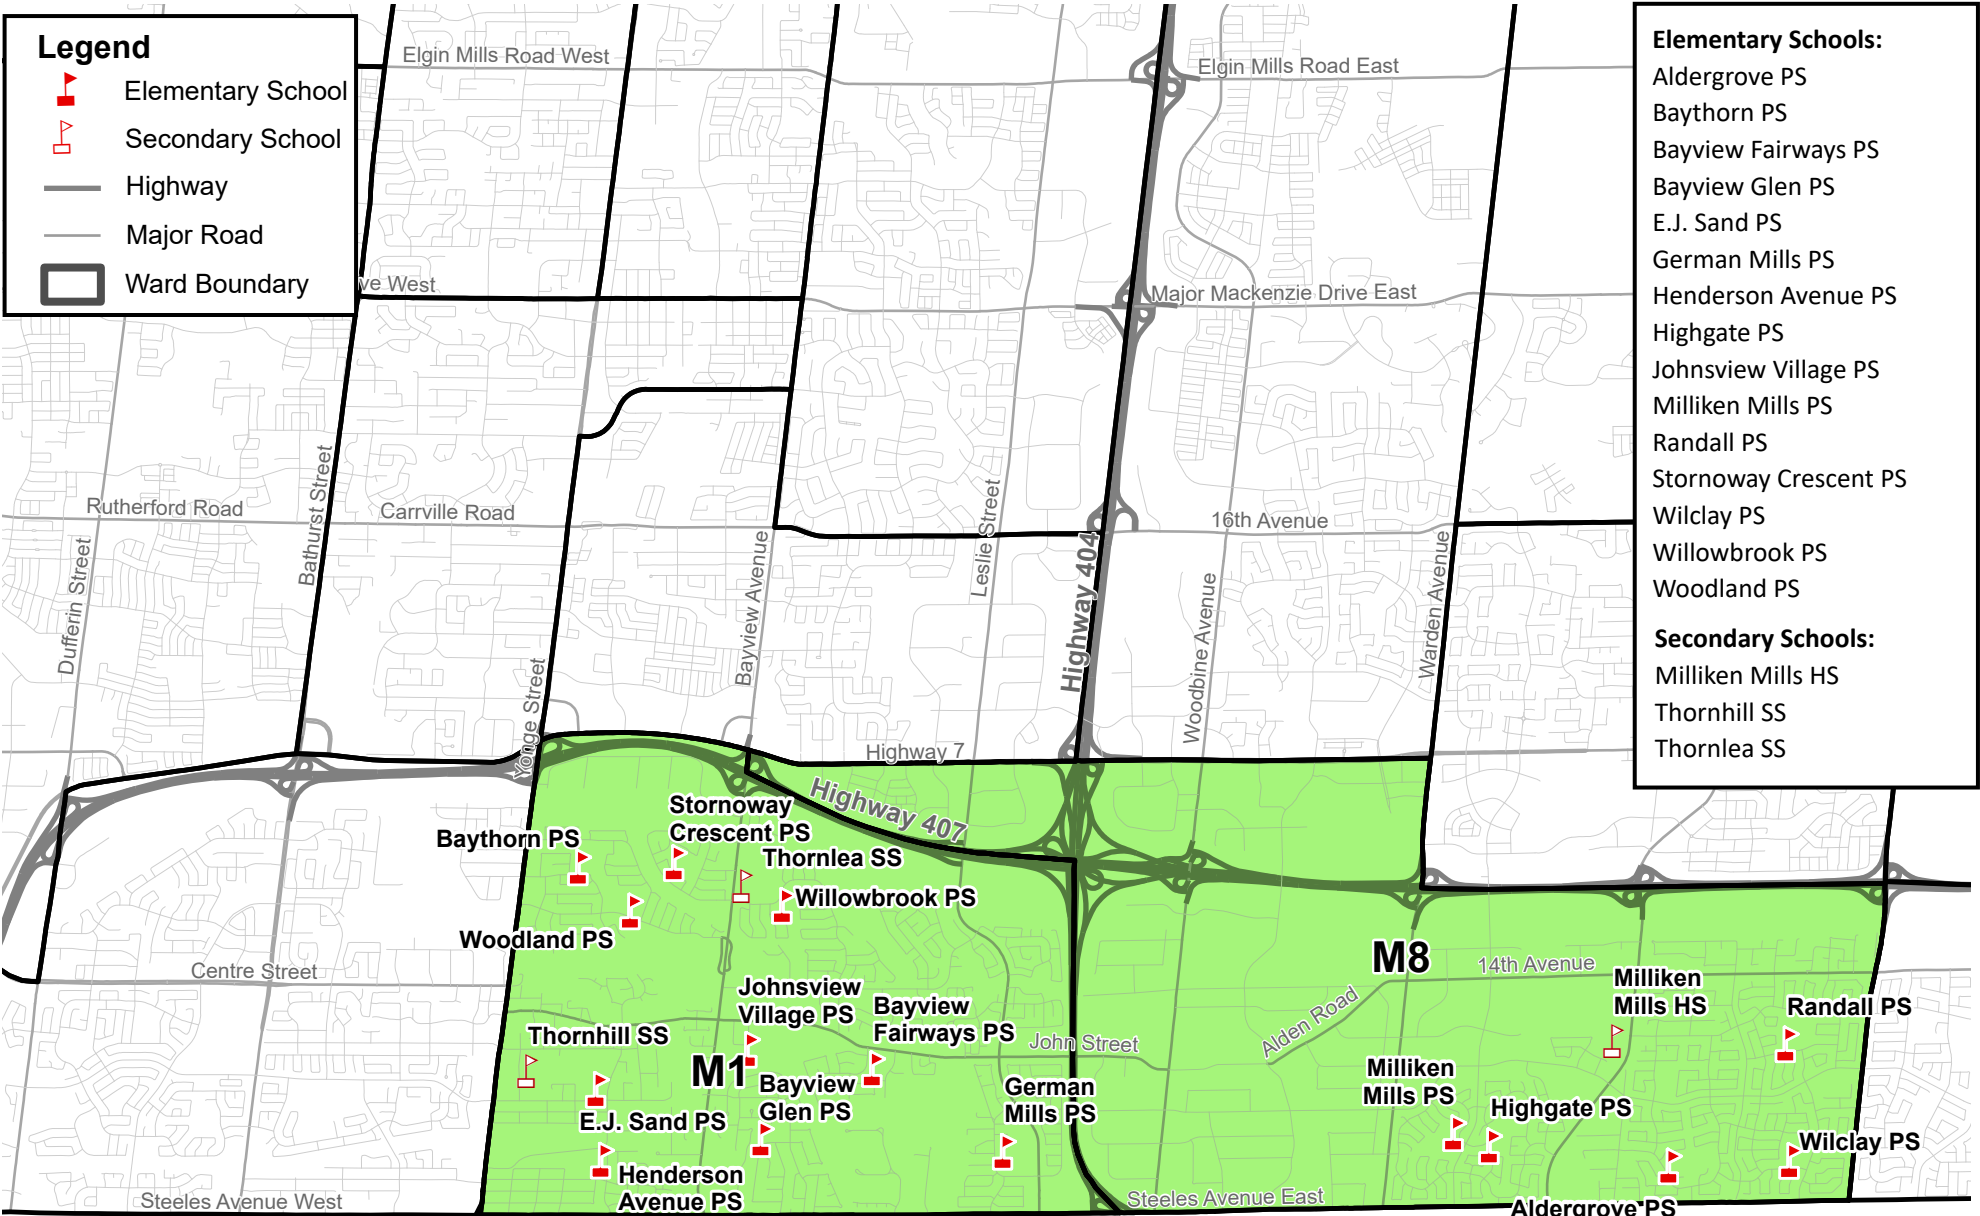 Legend
Elementary School
Secondary School
Highway
Major Road
Ward Boundary
Elementary Schools:
Aldergrove PS
Baythorn PS
Bayview Fairways PS
Bayview Glen PS
E.J. Sand PS
German Mills PS
Henderson Avenue PS
Highgate PS
Johnsview Village PS
Milliken Mills PS
Randall PS
Stornoway Crescent PS
Wilclay PS
Willowbrook PS
Woodland PS
Secondary Schools:
Milliken Mills HS
Thornhill SS
Thornlea SS
Elgin Mills Road West
Elgin Mills Road East
ve West
Major Mackenzie Drive East
Rutherford Road
Carrville Road
16th Avenue
Dufferin Street
Bathurst Street
Yonge Street
Bayview Avenue
Leslie Street
Highway 404
Woodbine Avenue
Warden Avenue
Highway 7
Highway 407
Stornoway
Crescent PS
Baythorn PS
Thornlea SS
Willowbrook PS
Woodland PS
Centre Street
M8
14th Avenue
Milliken
Mills HS
Randall PS
Johnsview
Village PS
Bayview
Fairways PS
Thornhill SS
John Street
Alden Road
M1
Bayview
Glen PS
German
Mills PS
Milliken
Mills PS
Highgate PS
E.J. Sand PS
Wilclay PS
Henderson
Avenue PS
Steeles Avenue West
Steeles Avenue East
Aldergrove PS